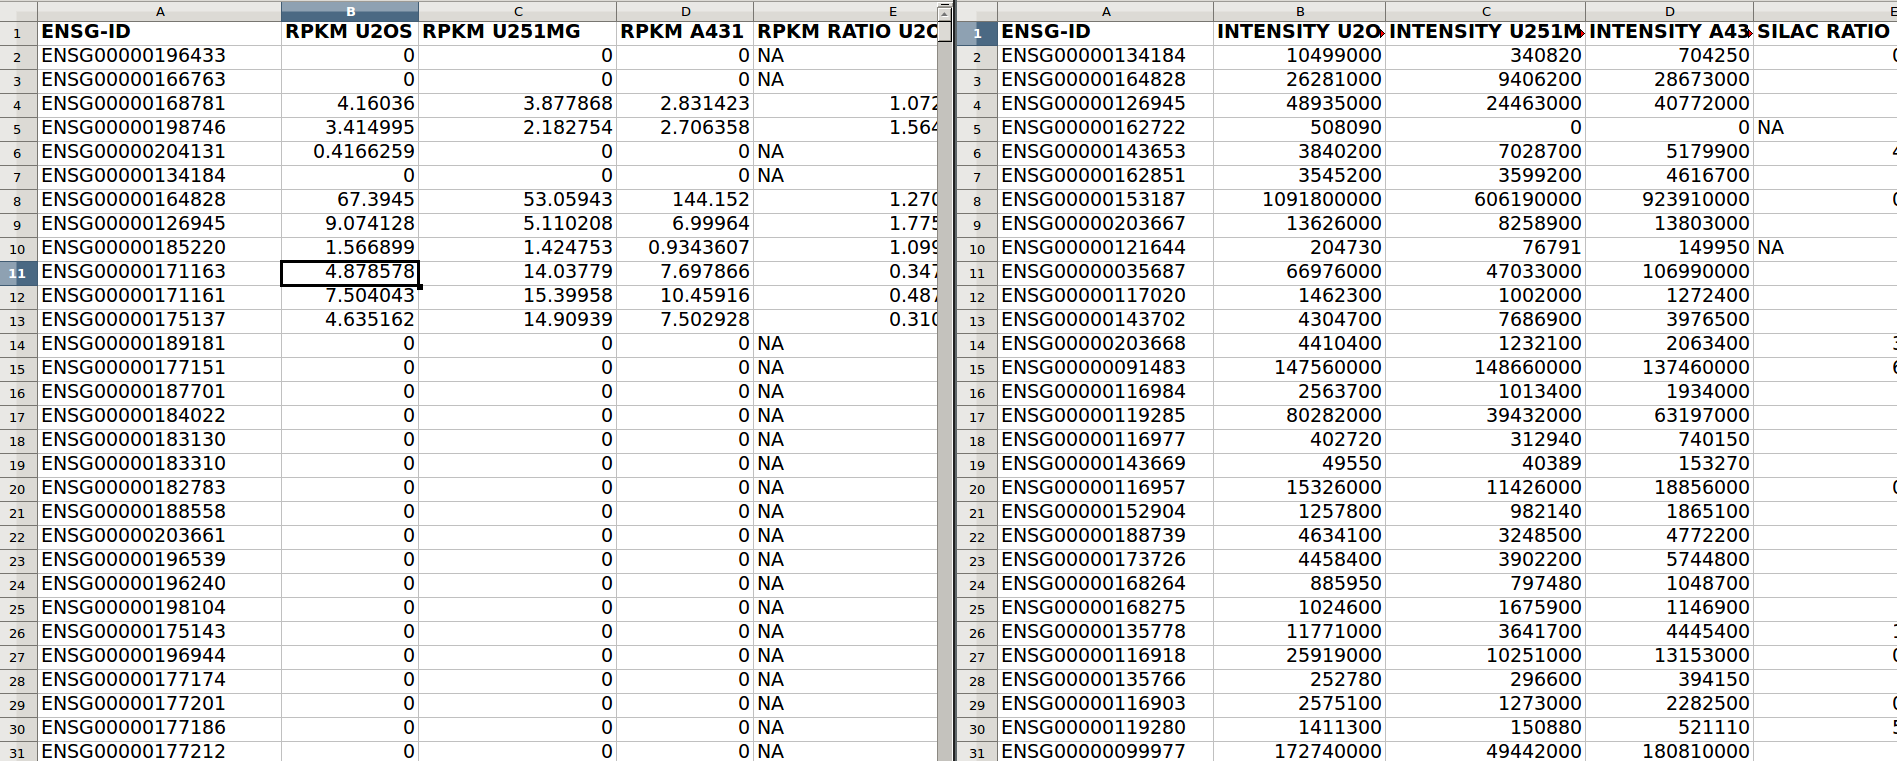 A B C D E
1 ENSG-ID RPKM U2OS RPKM U251MG RPKM A431 RPKM RATIO U2O
2 ENSG00000196433 0 0 0 NA
3 ENSG00000166763 0 0 0 NA
4 ENSG00000168781 4.16036 3.877868 2.831423 1.072
5 ENSG00000198746 3.414995 2.182754 2.706358 1.564
6 ENSG00000204131 0.4166259 0 0 NA
7 ENSG00000134184 0 0 0 NA
8 ENSG00000164828 67.3945 53.05943 144.152 1.270
9 ENSG00000126945 9.074128 5.110208 6.99964 1.775
10 ENSG00000185220 1.566899 1.424753 0.9343607 1.099
11 ENSG00000171163 4.878578 14.03779 7.697866 0.347
12 ENSG00000171161 7.504043 15.39958 10.45916 0.487
13 ENSG00000175137 4.635162 14.90939 7.502928 0.310
14 ENSG00000189181 0 0 0 NA
15 ENSG00000177151 0 0 0 NA
16 ENSG00000187701 0 0 0 NA
17 ENSG00000184022 0 0 0 NA
18 ENSG00000183130 0 0 0 NA
19 ENSG00000183310 0 0 0 NA
20 ENSG00000182783 0 0 0 NA
21 ENSG00000188558 0 0 0 NA
22 ENSG00000203661 0 0 0 NA
23 ENSG00000196539 0 0 0 NA
24 ENSG00000196240 0 0 0 NA
25 ENSG00000198104 0 0 0 NA
26 ENSG00000175143 0 0 0 NA
27 ENSG00000196944 0 0 0 NA
28 ENSG00000177174 0 0 0 NA
29 ENSG00000177201 0 0 0 NA
30 ENSG00000177186 0 0 0 NA
31 ENSG00000177212 0 0 0 NA
A B C D E
1 ENSG-ID INTENSITY U2O INTENSITY U251M INTENSITY A43 SILAC RATIO
2 ENSG00000134184 10499000 340820 704250 0
3 ENSG00000164828 26281000 9406200 28673000
4 ENSG00000126945 48935000 24463000 40772000
5 ENSG00000162722 508090 0 0 NA
6 ENSG00000143653 3840200 7028700 5179900 4
7 ENSG00000162851 3545200 3599200 4616700
8 ENSG00000153187 1091800000 606190000 923910000 0
9 ENSG00000203667 13626000 8258900 13803000
10 ENSG00000121644 204730 76791 149950 NA
11 ENSG00000035687 66976000 47033000 106990000
12 ENSG00000117020 1462300 1002000 1272400
13 ENSG00000143702 4304700 7686900 3976500
14 ENSG00000203668 4410400 1232100 2063400 3
15 ENSG00000091483 147560000 148660000 137460000 6
16 ENSG00000116984 2563700 1013400 1934000
17 ENSG00000119285 80282000 39432000 63197000
18 ENSG00000116977 402720 312940 740150
19 ENSG00000143669 49550 40389 153270
20 ENSG00000116957 15326000 11426000 18856000 0
21 ENSG00000152904 1257800 982140 1865100
22 ENSG00000188739 4634100 3248500 4772200
23 ENSG00000173726 4458400 3902200 5744800
24 ENSG00000168264 885950 797480 1048700
25 ENSG00000168275 1024600 1675900 1146900
26 ENSG00000135778 11771000 3641700 4445400 1
27 ENSG00000116918 25919000 10251000 13153000 0
28 ENSG00000135766 252780 296600 394150
29 ENSG00000116903 2575100 1273000 2282500 0
30 ENSG00000119280 1411300 150880 521110 5
31 ENSG00000099977 172740000 49442000 180810000